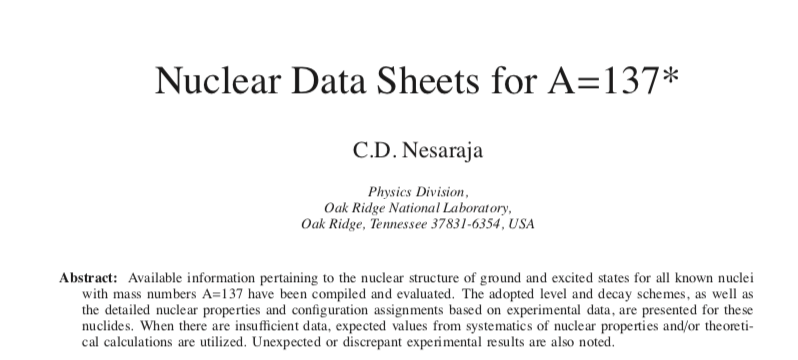 Nuclear Data Sheets for A=137*
C.D. Nesaraja
Physics Division,
Oak Ridge National Laboratory,
Oak Ridge, Tennessee 37831-6354, USA
Abstract: Available information pertaining to the nuclear structure of ground and excited states for all known nuclei
with mass numbers A=137 have been compiled and evaluated. The adopted level and decay schemes, as well as
the detailed nuclear properties and configuration assignments based on experimental data, are presented for these
nuclides. When there are insufficient data, expected values from systematics of nuclear properties and/or theoreti-
cal calculations are utilized. Unexpected or discrepant experimental results are also noted.